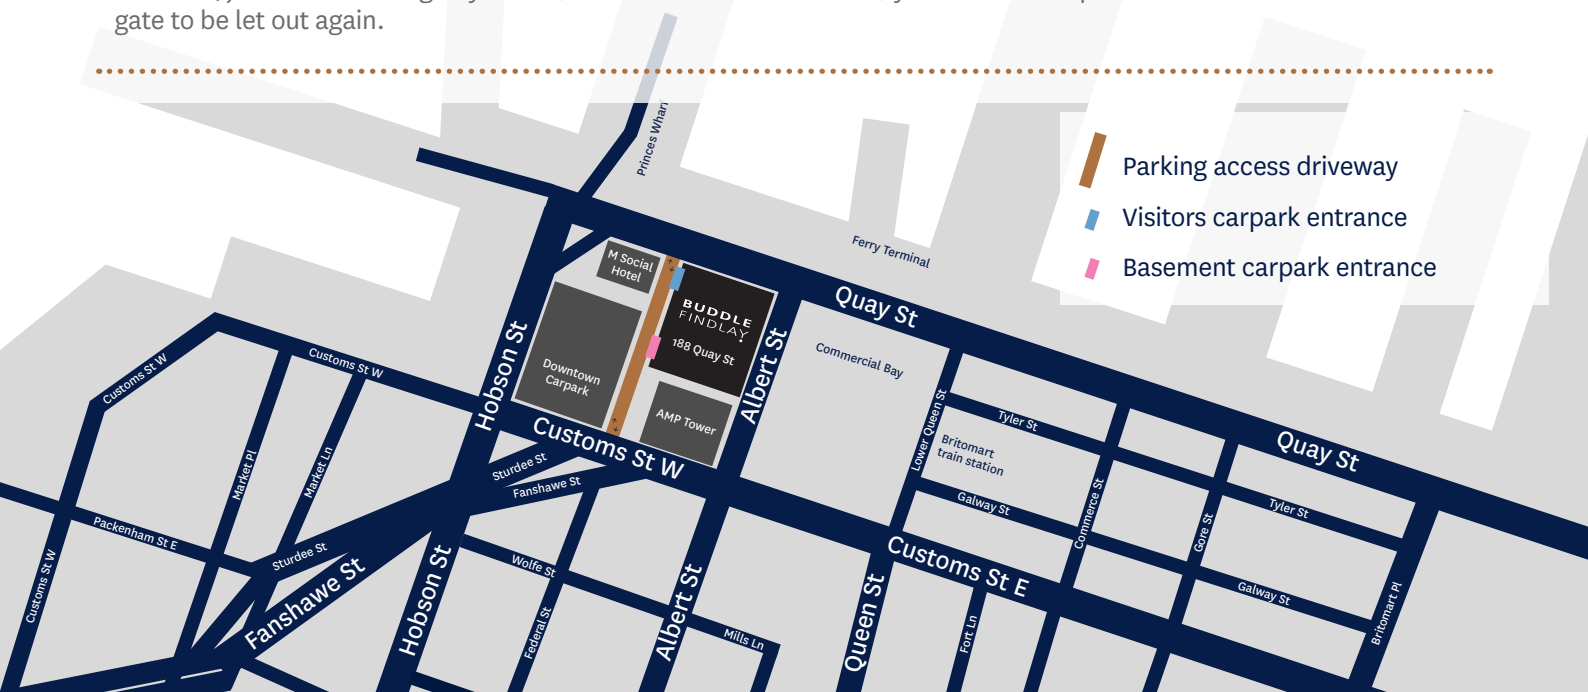 gate to be let out again.
Princes Wharf
Parking access driveway
Visitors carpark entrance
Basement carpark entrance
Ferry Terminal
M Social
Hotel
BUDDLE
FINDLAY
188 Quay St
Quay St
Hobson St
Albert St
Commercial Bay
Customs St W
Customs St W
Downtown
Carpark
AMP Tower
Customs St W
Lower Queen St
Tyler St
Britomart
train station
Quay St
Market Pl
Market Ln
Sturdee St
Fanshawe St
Galway St
Commerce St
Gore St
Tyler St
Packenham St E
Sturdee St
Customs St W
Fanshawe St
Hobson St
Wolfe St
Federal St
Albert St
Mills Ln
Queen St
Customs St E
Fort Ln
Galway St
Britomart Pl